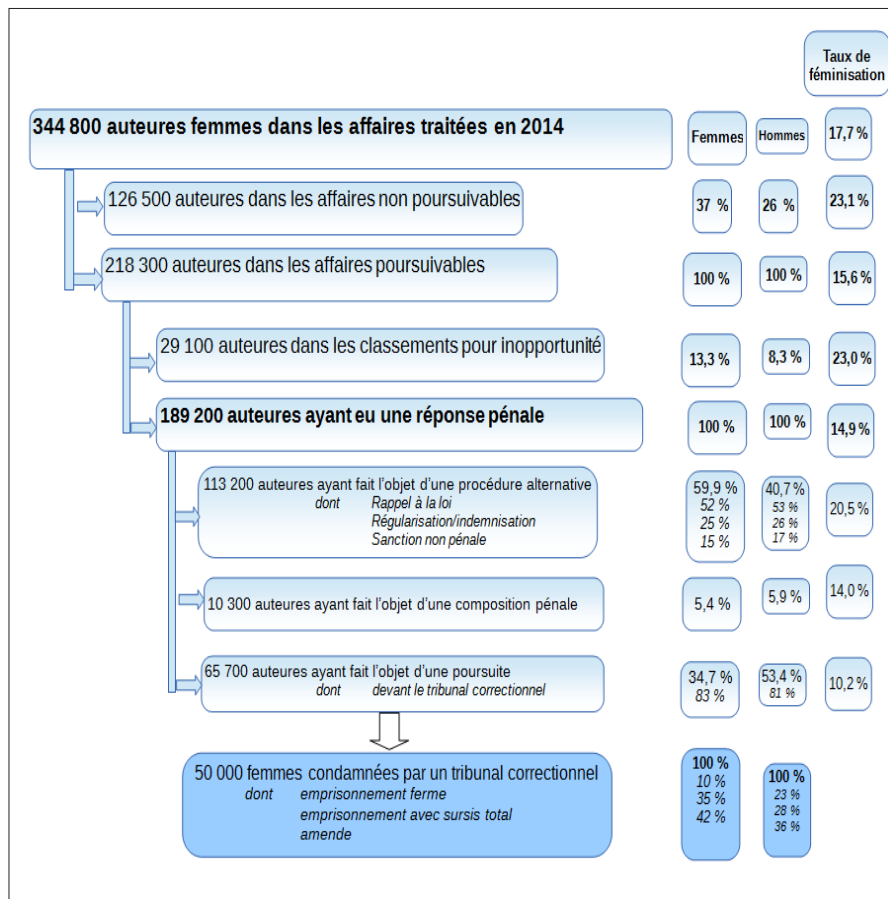 Taux de
féminisation
344 800 auteures femmes dans les affaires traitées en 2014
Femmes
Hommes
17,7 %
126 500 auteures dans les affaires non poursuivables
37 %
26 %
23,1 %
218 300 auteures dans les affaires poursuivables
100 %
100 %
15,6 %
29 100 auteures dans les classements pour inopportunité
13,3 %
8,3 %
23,0 %
189 200 auteures ayant eu une réponse pénale
100 %
100 %
14,9 %
113 200 auteures ayant fait l'objet d'une procédure alternative
dont Rappel à la loi
Régularisation/indemnisation
Sanction non pénale
59,9 %
52 %
25 %
15 %
40,7 %
53 %
26 %
17 %
20,5 %
10 300 auteures ayant fait l'objet d'une composition pénale
5,4 %
5,9 %
14,0 %
65 700 auteures ayant fait l'objet d'une poursuite
dont devant le tribunal correctionnel
34,7 %
83 %
53,4 %
81 %
10,2 %
50 000 femmes condamnées par un tribunal correctionnel
dont emprisonnement ferme
emprisonnement avec sursis total
amende
100 %
10 %
35 %
42 %
100 %
23 %
28 %
36 %